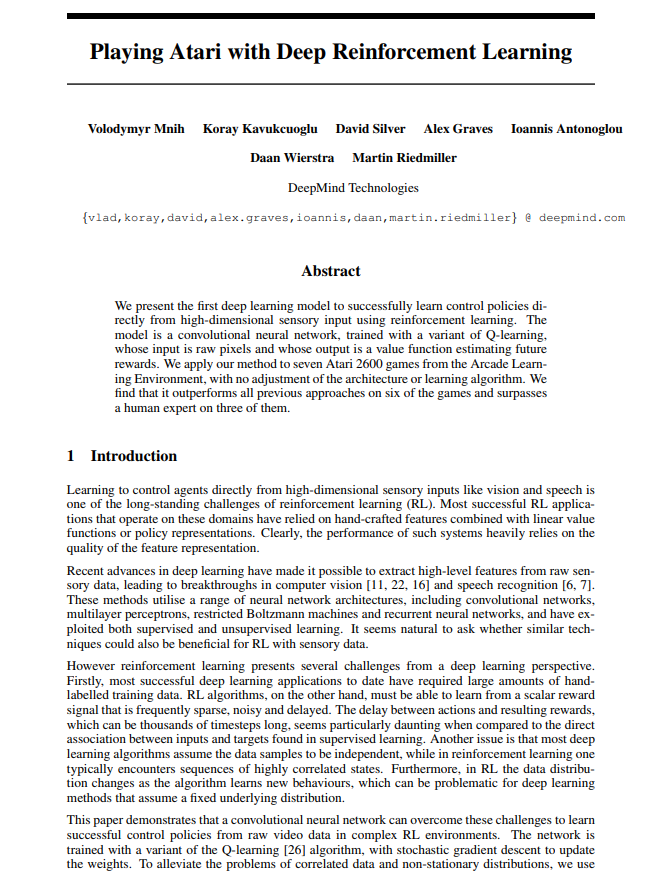 Playing Atari with Deep Reinforcement Learning
Volodymyr Mnih Koray Kavukcuoglu David Silver Alex Graves Ioannis Antonoglou
Daan Wierstra Martin Riedmiller
DeepMind Technologies
{vlad,koray,david,alex.graves,ioannis,daan,martin.riedmiller} @ deepmind.com
Abstract
We present the first deep learning model to successfully learn control policies di-
rectly from high-dimensional sensory input using reinforcement learning. The
model is a convolutional neural network, trained with a variant of Q-learning,
whose input is raw pixels and whose output is a value function estimating future
rewards. We apply our method to seven Atari 2600 games from the Arcade Learn-
ing Environment, with no adjustment of the architecture or learning algorithm. We
find that it outperforms all previous approaches on six of the games and surpasses
a human expert on three of them.
1 Introduction
Learning to control agents directly from high-dimensional sensory inputs like vision and speech is
one of the long-standing challenges of reinforcement learning (RL). Most successful RL applica-
tions that operate on these domains have relied on hand-crafted features combined with linear value
functions or policy representations. Clearly, the performance of such systems heavily relies on the
quality of the feature representation.
Recent advances in deep learning have made it possible to extract high-level features from raw sen-
sory data, leading to breakthroughs in computer vision [11, 22, 16] and speech recognition [6, 7].
These methods utilise a range of neural network architectures, including convolutional networks,
multilayer perceptrons, restricted Boltzmann machines and recurrent neural networks, and have ex-
ploited both supervised and unsupervised learning. It seems natural to ask whether similar tech-
niques could also be beneficial for RL with sensory data.
However reinforcement learning presents several challenges from a deep learning perspective.
Firstly, most successful deep learning applications to date have required large amounts of hand-
labelled training data. RL algorithms, on the other hand, must be able to learn from a scalar reward
signal that is frequently sparse, noisy and delayed. The delay between actions and resulting rewards,
which can be thousands of timesteps long, seems particularly daunting when compared to the direct
association between inputs and targets found in supervised learning. Another issue is that most deep
learning algorithms assume the data samples to be independent, while in reinforcement learning one
typically encounters sequences of highly correlated states. Furthermore, in RL the data distribu-
tion changes as the algorithm learns new behaviours, which can be problematic for deep learning
methods that assume a fixed underlying distribution.
This paper demonstrates that a convolutional neural network can overcome these challenges to learn
successful control policies from raw video data in complex RL environments. The network is
trained with a variant of the Q-learning [26] algorithm, with stochastic gradient descent to update
the weights. To alleviate the problems of correlated data and non-stationary distributions, we use